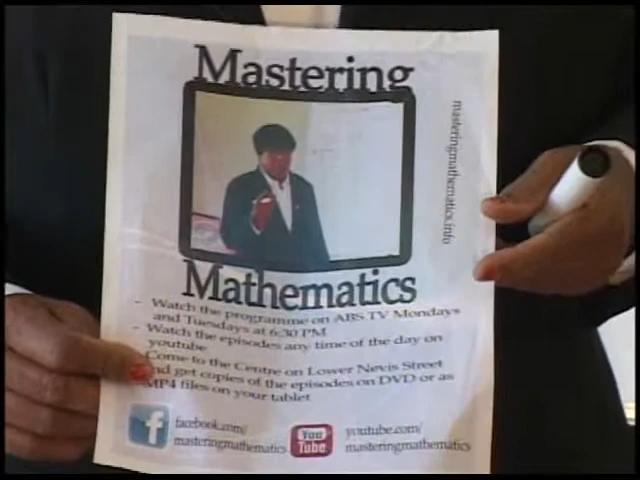 Mastering
masteringmathematics.info
Mathematics
- Watch the programme on ABS TV Mondays
and Tuesdays at 6:30 PM
- Watch the episodes any time of the day on
youtube
Come to the Centre on Lower Nevis Street
and get copies of the episodes on DVD or as
MP4 files on your tablet
f
facebook.com/
masteringmathematics
You
Tube
youtube.com/
masteringmathematics